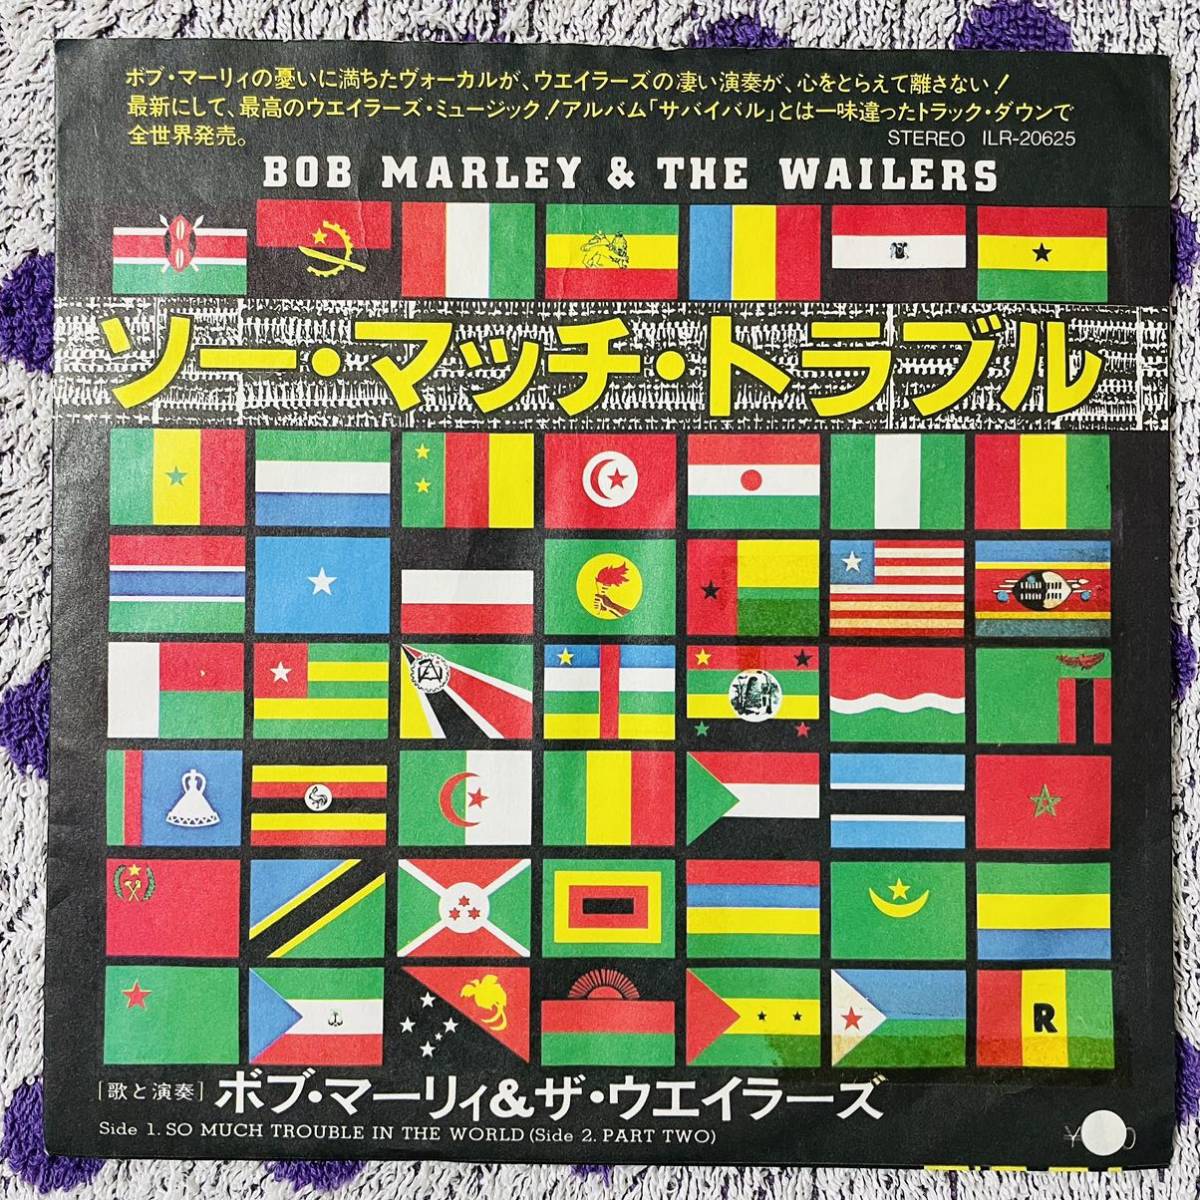 ボブ・マーリィの憂いに満ちたヴォーカルが、ウエイラーズの凄い演奏が、心をとらえて離さない!
最新にして、最高のウエイラーズ・ミュージック!アルバム「サバイバル」とは一味違ったトラック・ダウンで
全世界発売。
STEREO ILR-20625
BOB MARLEY & THE WAILERS
ソー・マッチ・トラブル
R
[歌と演奏] ボブ・マーリィ&ザ・ウエイラーズ
Side 1. SO MUCH TROUBLE IN THE WORLD (Side 2. PART TWO)